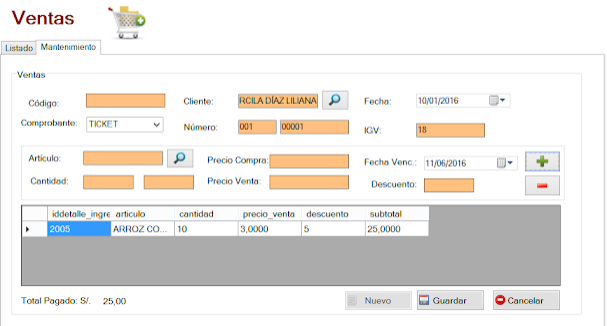 Ventas
Listado Mantenimiento
Ventas
Código: Cliente: RCILA DÍAZ LILIANA Fecha: 10/01/2016
Comprobante: TICKET Número: 001 00001 IGV: 18
Artículo: Precio Compra: Fecha Venc.: 11/06/2016
Cantidad: Precio Venta: Descuento:
iddetalle_ingre articulo cantidad precio_venta descuento subtotal
2005 ARROZ CO... 10 3,0000 5 25,0000
Total Pagado: S/. 25,00 Nuevo Guardar Cancelar